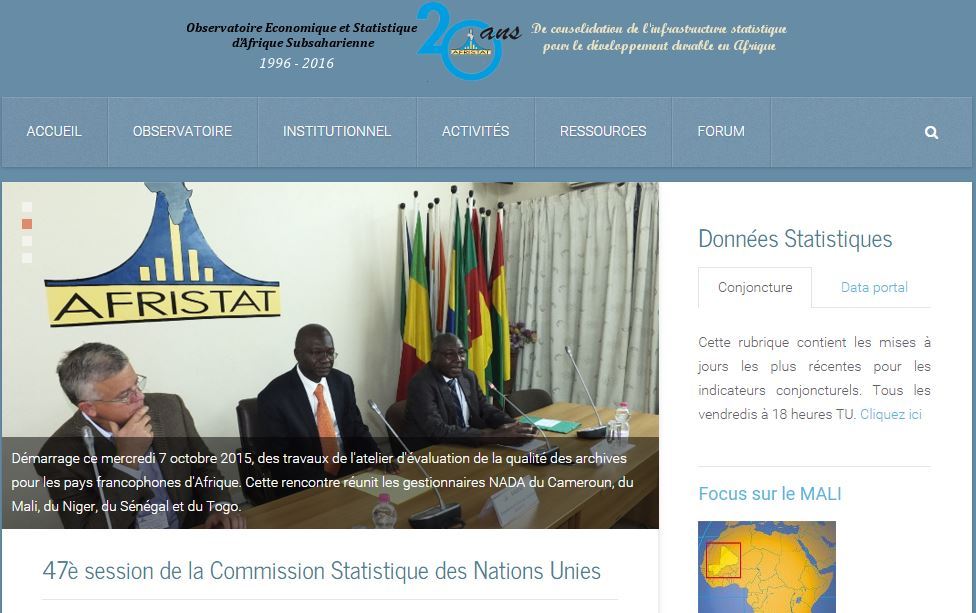 Observatoire Economique et Statistique
d'Afrique Subsaharienne
1996 - 2016
20 ans
AFRISTAT
De consolidation de l'infrastructure statistique
pour le développement durable en Afrique
ACCUEIL OBSERVATOIRE INSTITUTIONNEL ACTIVITÉS RESSOURCES FORUM
AFRISTAT
Démarrage ce mercredi 7 octobre 2015, des travaux de l'atelier d'évaluation de la qualité des archives
pour les pays francophones d'Afrique. Cette rencontre réunit les gestionnaires NADA du Cameroun, du
Mali, du Niger, du Sénégal et du Togo.
47è session de la Commission Statistique des Nations Unies
Données Statistiques
Conjoncture Data portal
Cette rubrique contient les mises à
jours les plus récentes pour les
indicateurs conjoncturels. Tous les
vendredis à 18 heures TU. Cliquez ici
Focus sur le MALI